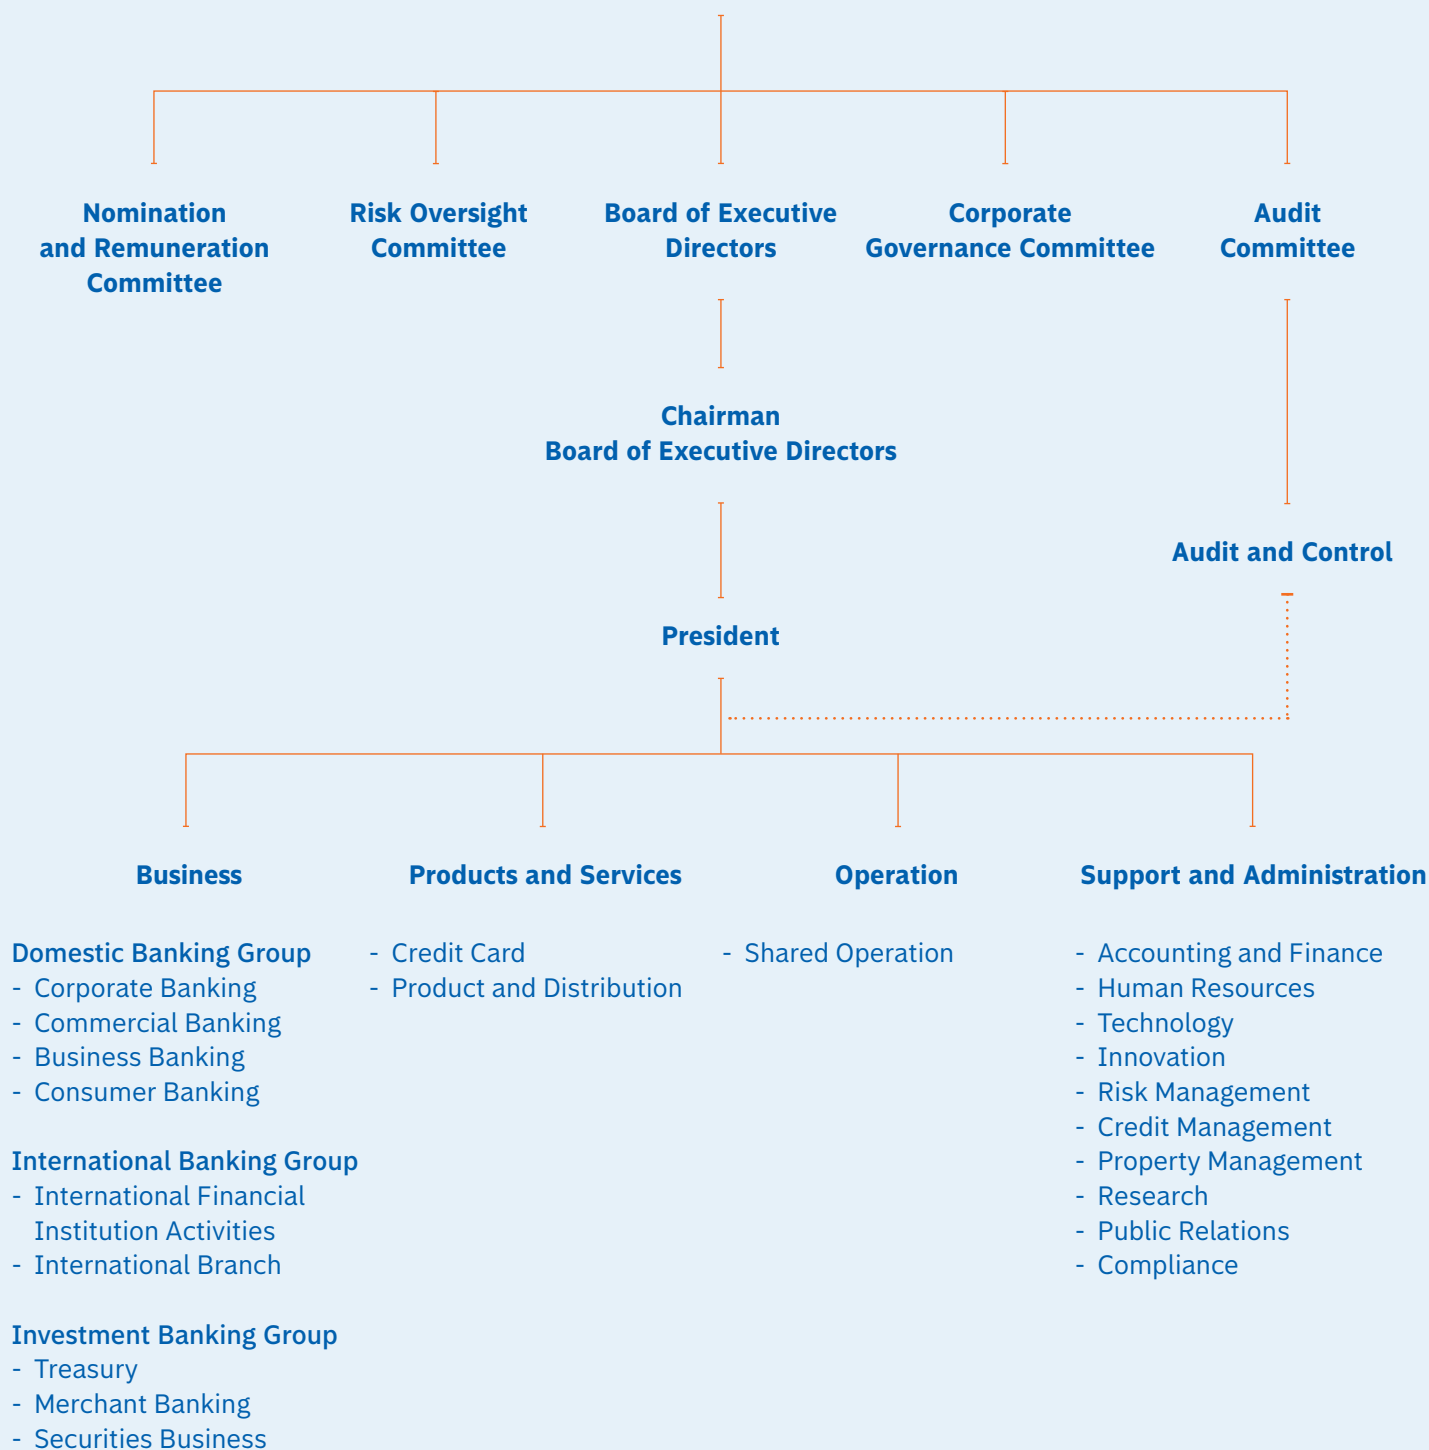 Nomination
and Remuneration
Committee
Risk Oversight
Committee
Board of Executive
Directors
Corporate
Governance Committee
Audit
Committee
Chairman
Board of Executive Directors
Audit and Control
President
Business
Domestic Banking Group
- Corporate Banking
- Commercial Banking
- Business Banking
- Consumer Banking
International Banking Group
- International Financial
Institution Activities
- International Branch
Investment Banking Group
- Treasury
- Merchant Banking
- Securities Business
Products and Services
- Credit Card
- Product and Distribution
Operation
- Shared Operation
Support and Administration
- Accounting and Finance
- Human Resources
- Technology
- Innovation
- Risk Management
- Credit Management
- Property Management
- Research
- Public Relations
- Compliance